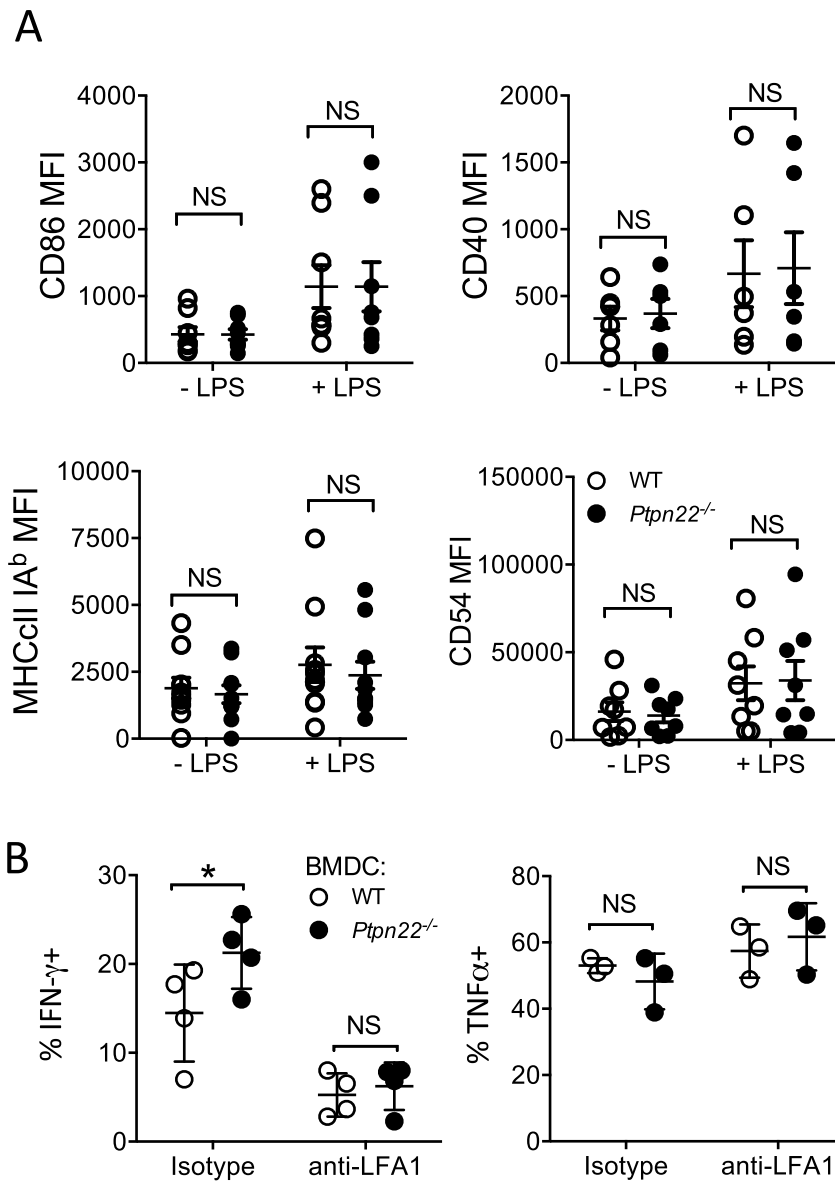 A
CD86 MFI
4000
3000
2000
1000
0
NS
NS
- LPS
+ LPS
CD40 MFI
2000
1500
1000
500
0
NS
NS
- LPS
+ LPS
MHCcII IAᵇ MFI
10000
7500
5000
2500
0
NS
NS
- LPS
+ LPS
CD54 MFI
150000
100000
50000
0
WT
Ptpn22⁻/⁻
NS
NS
- LPS
+ LPS
B
% IFN-γ+
30
20
10
0
*
NS
BMDC:
WT
Ptpn22⁻/⁻
Isotype
anti-LFA1
% TNFα+
80
60
40
20
0
NS
NS
Isotype
anti-LFA1